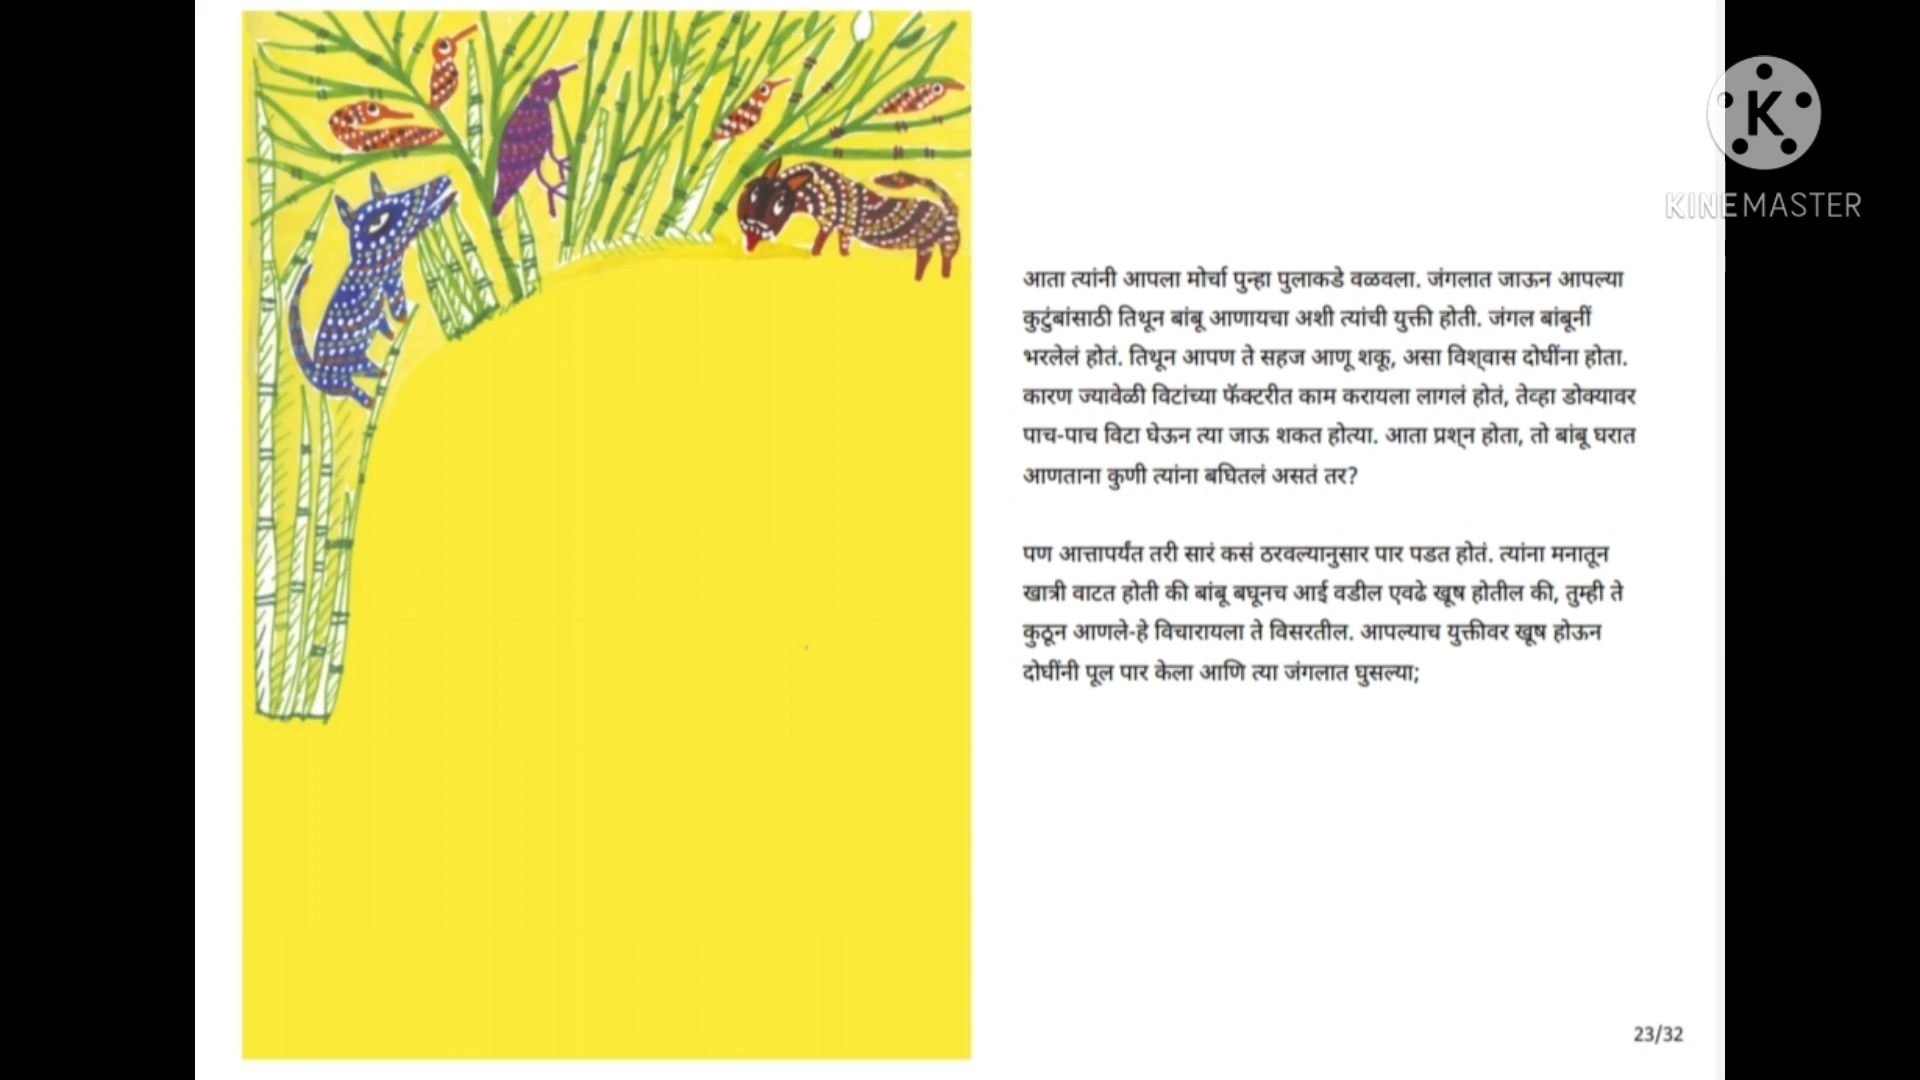 आता त्यांनी आपला मोर्चा पुन्हा पुलाकडे वळवला. जंगलात जाऊन आपल्या
कुटुंबांसाठी तिथून बांबू आणायचा अशी त्यांची युक्ती होती. जंगल बांबूनीं
भरलेलं होतं. तिथून आपण ते सहज आणू शकू, असा विश्‌वास दोघींना होता.
कारण ज्यावेळी विटांच्या फॅक्टरीत काम करायला लागलं होतं, तेव्हा डोक्यावर
पाच-पाच विटा घेऊन त्या जाऊ शकत होत्या. आता प्रश्‌न होता, तो बांबू घरात
आणताना कुणी त्यांना बघितलं असतं तर?
पण आत्तापर्यंत तरी सारं कसं ठरवल्यानुसार पार पडत होतं. त्यांना मनातून
खात्री वाटत होती की बांबू बघूनच आई वडील एवढे खूष होतील की, तुम्ही ते
कुठून आणले-हे विचारायला ते विसरतील. आपल्याच युक्तीवर खूष होऊन
दोघींनी पूल पार केला आणि त्या जंगलात घुसल्या;
23/32
K
KINEMASTER